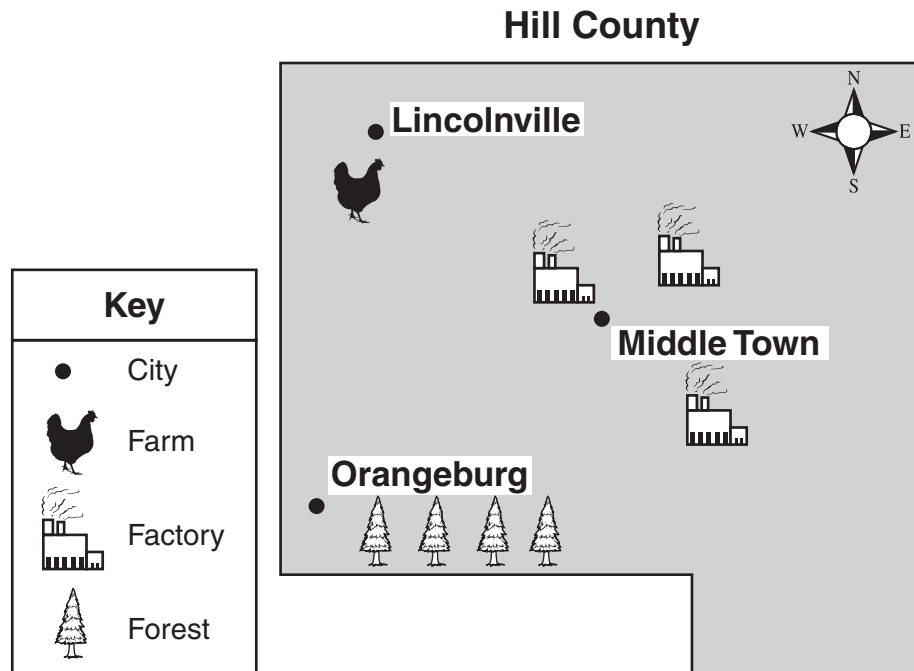 Hill County
Lincolnville
N
W E
S
Middle Town
Orangeburg
Key
City
Farm
Factory
Forest